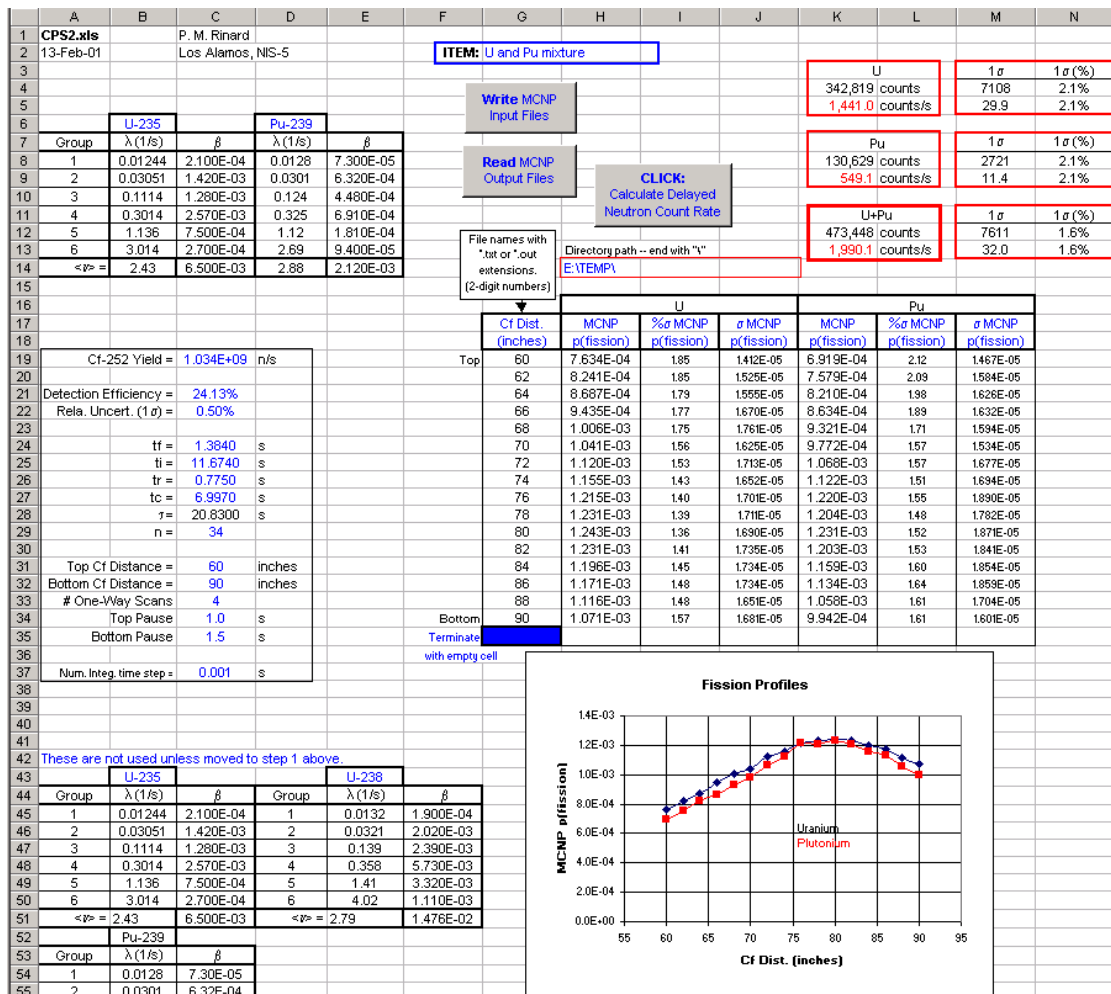 A B C D E F G H I J K L M N
1 CPS2.xls P. M. Rinard
2 13-Feb-01 Los Alamos, NIS-5 ITEM: U and Pu mixture
3 U 1σ 1σ(%)
4 342,819 counts 7108 2.1%
5 Write MCNP Input Files 1,441.0 counts/s 29.9 2.1%
6 U-235 Pu-239
7 Group λ(1/s) β λ(1/s) β Pu 1σ 1σ(%)
8 1 0.01244 2.100E-04 0.0128 7.300E-05 130,629 counts 2721 2.1%
9 2 0.03051 1.420E-03 0.0301 6.320E-04 Read MCNP Output Files 549.1 counts/s 11.4 2.1%
10 3 0.1114 1.280E-03 0.124 4.480E-04 CLICK:
11 4 0.3014 2.570E-03 0.325 6.910E-04 Calculate Delayed Neutron Count Rate U+Pu 1σ 1σ(%)
12 5 1.136 7.500E-04 1.12 1.810E-04 473,448 counts 7611 1.6%
13 6 3.014 2.700E-04 2.69 9.400E-05 Directory path -- end with "\" 1,990.1 counts/s 32.0 1.6%
14 <ν> = 2.43 6.500E-03 2.88 2.120E-03 E:\TEMP\
File names with
".txt or ".out
extensions.
(2-digit numbers)
15
16 U Pu
17 Cf Dist. MCNP %σ MCNP σ MCNP MCNP %σ MCNP σ MCNP
18 (inches) p(fission) p(fission) p(fission) p(fission) p(fission) p(fission)
19 Cf-252 Yield = 1.034E+09 n/s Top 60 7.634E-04 1.85 1.412E-05 6.919E-04 2.12 1.467E-05
20 62 8.241E-04 1.85 1.525E-05 7.579E-04 2.09 1.584E-05
21 Detection Efficiency = 24.13% 64 8.687E-04 1.79 1.555E-05 8.210E-04 1.98 1.626E-05
22 Rela. Uncert. (1σ) = 0.50% 66 9.435E-04 1.77 1.670E-05 8.634E-04 1.89 1.632E-05
23 68 1.006E-03 1.75 1.761E-05 9.321E-04 1.71 1.594E-05
24 tf = 1.3840 s 70 1.041E-03 1.56 1.625E-05 9.772E-04 1.57 1.534E-05
25 ti = 11.6740 s 72 1.120E-03 1.53 1.713E-05 1.068E-03 1.57 1.677E-05
26 tr = 0.7750 s 74 1.155E-03 1.43 1.652E-05 1.122E-03 1.51 1.694E-05
27 tc = 6.9970 s 76 1.215E-03 1.40 1.701E-05 1.220E-03 1.55 1.890E-05
28 τ = 20.8300 s 78 1.231E-03 1.39 1.711E-05 1.204E-03 1.48 1.782E-05
29 n = 34 80 1.243E-03 1.36 1.690E-05 1.231E-03 1.52 1.871E-05
30 82 1.231E-03 1.41 1.735E-05 1.203E-03 1.53 1.841E-05
31 Top Cf Distance = 60 inches 84 1.196E-03 1.45 1.734E-05 1.159E-03 1.60 1.854E-05
32 Bottom Cf Distance = 90 inches 86 1.171E-03 1.48 1.734E-05 1.134E-03 1.64 1.859E-05
33 # One-Way Scans 4 88 1.116E-03 1.48 1.651E-05 1.058E-03 1.61 1.704E-05
34 Top Pause 1.0 s Bottom 90 1.071E-03 1.57 1.681E-05 9.942E-04 1.61 1.601E-05
35 Bottom Pause 1.5 s Terminate
36 with empty cell
37 Num. Integ. time step = 0.001 s
38
39
40
41
42 These are not used unless moved to step 1 above.
43 U-235 U-238
44 Group λ(1/s) β Group λ(1/s) β
45 1 0.01244 2.100E-04 1 0.0132 1.900E-04
46 2 0.03051 1.420E-03 2 0.0321 2.020E-03
47 3 0.1114 1.280E-03 3 0.139 2.390E-03
48 4 0.3014 2.570E-03 4 0.358 5.730E-03
49 5 1.136 7.500E-04 5 1.41 3.320E-03
50 6 3.014 2.700E-04 6 4.02 1.110E-03
51 <ν> = 2.43 6.500E-03 <ν> = 2.79 1.476E-02
52 Pu-239
53 Group λ(1/s) β
54 1 0.0128 7.30E-05
55 2 0.0301 6.32E-04
Fission Profiles
MCNP p(fission)
1.4E-03
1.2E-03
1.0E-03
8.0E-04
6.0E-04
4.0E-04
2.0E-04
0.0E+00
Uranium
Plutonium
55 60 65 70 75 80 85 90 95
Cf Dist. (inches)